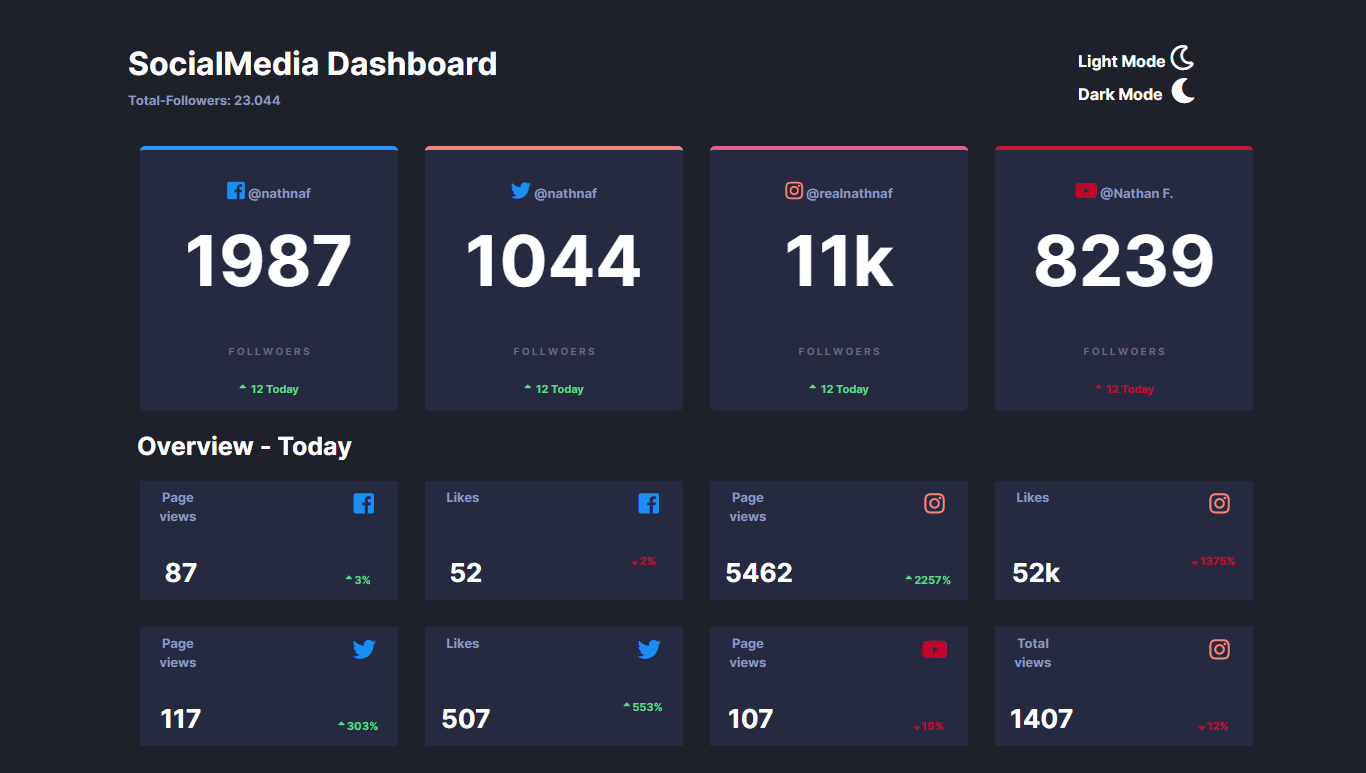 SocialMedia Dashboard
Total-Followers: 23.044
Light Mode
Dark Mode
@nathnaf
1987
FOLLWOERS
12 Today
@nathnaf
1044
FOLLWOERS
12 Today
@realnathnaf
11k
FOLLWOERS
12 Today
@Nathan F.
8239
FOLLWOERS
12 Today
Overview - Today
Page
views
87
3%
Likes
52
2%
Page
views
5462
2257%
Likes
52k
1375%
Page
views
117
303%
Likes
507
553%
Page
views
107
19%
Total
views
1407
12%